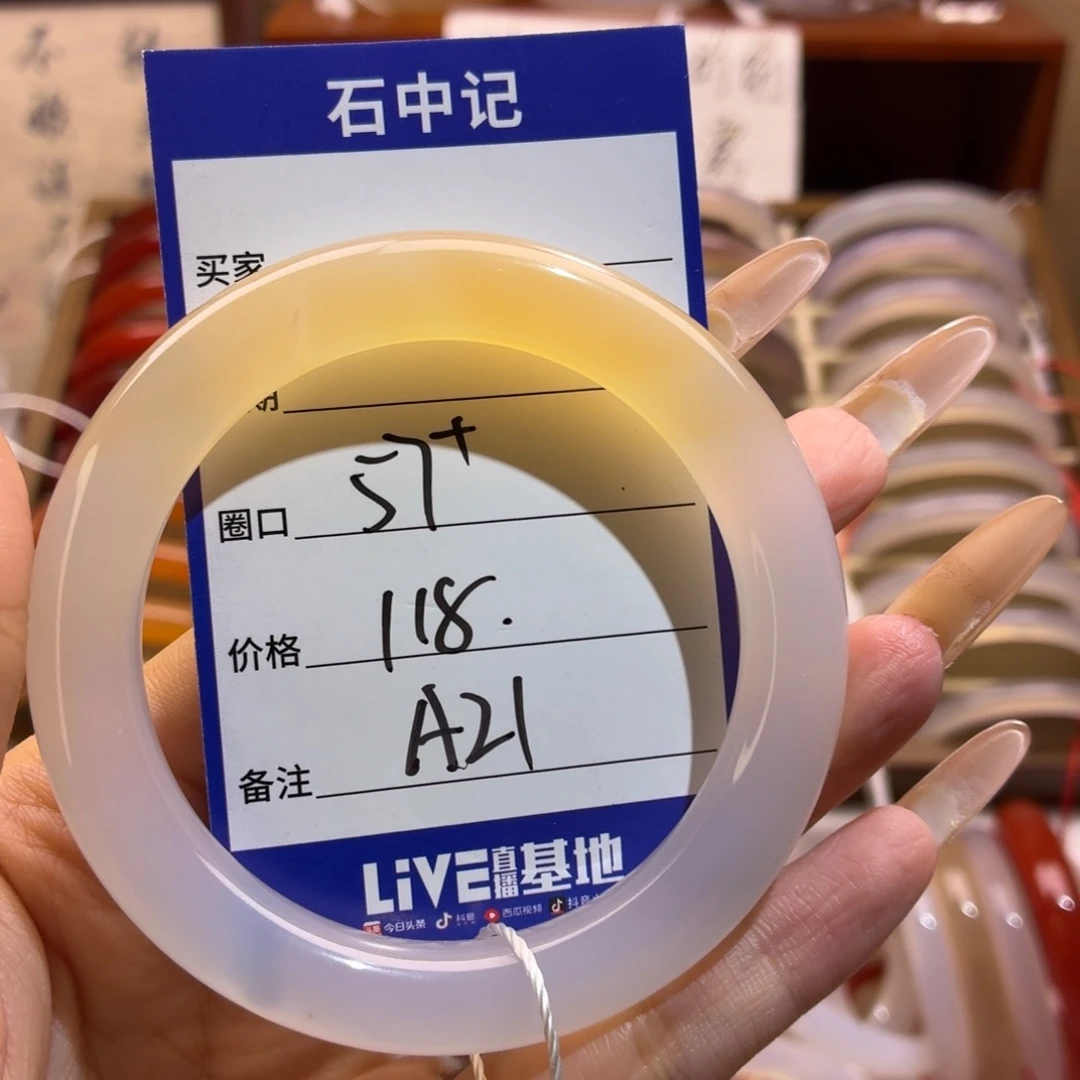 石中记
买家
期
圈口 57+
价格 118.
备注 A21
LiVE直播基地
今日头条 抖音 西瓜视频 抖音